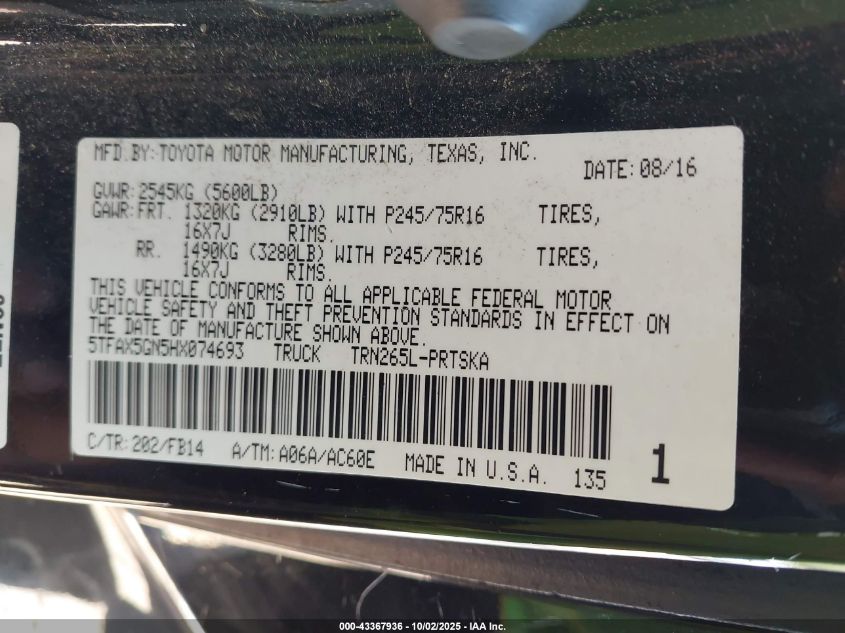 MFD.BY:TOYOTA MOTOR MANUFACTURING, TEXAS, INC.
DATE:08/16
GVWR:2545KG (5600LB)
GAWR:FRT. 1320KG (2910LB) WITH P245/75R16 TIRES,
16X7J RIMS.
RR. 1490KG (3280LB) WITH P245/75R16 TIRES,
16X7J RIMS.
THIS VEHICLE CONFORMS TO ALL APPLICABLE FEDERAL MOTOR
VEHICLE SAFETY AND THEFT PREVENTION STANDARDS IN EFFECT ON
THE DATE OF MANUFACTURE SHOWN ABOVE.
5TFAX5GN5HX074693 TRUCK TRN265L-PRTSKA
C/TR:202/FB14 A/TM:A06A/AC60E MADE IN U.S.A. 135
1
000-43367936 - 10/02/2025 - IAA Inc.